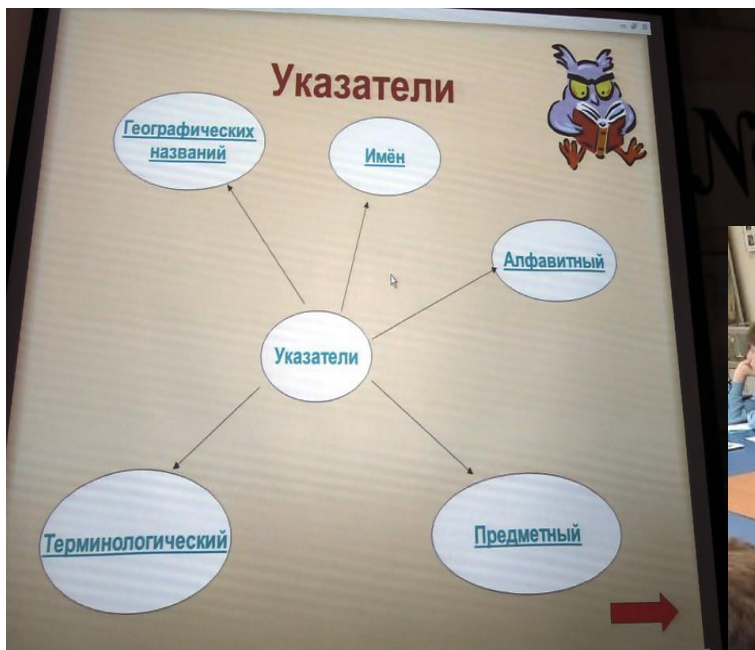 Указатели
Географических
названий
Имён
Алфавитный
Указатели
Терминологический
Предметный